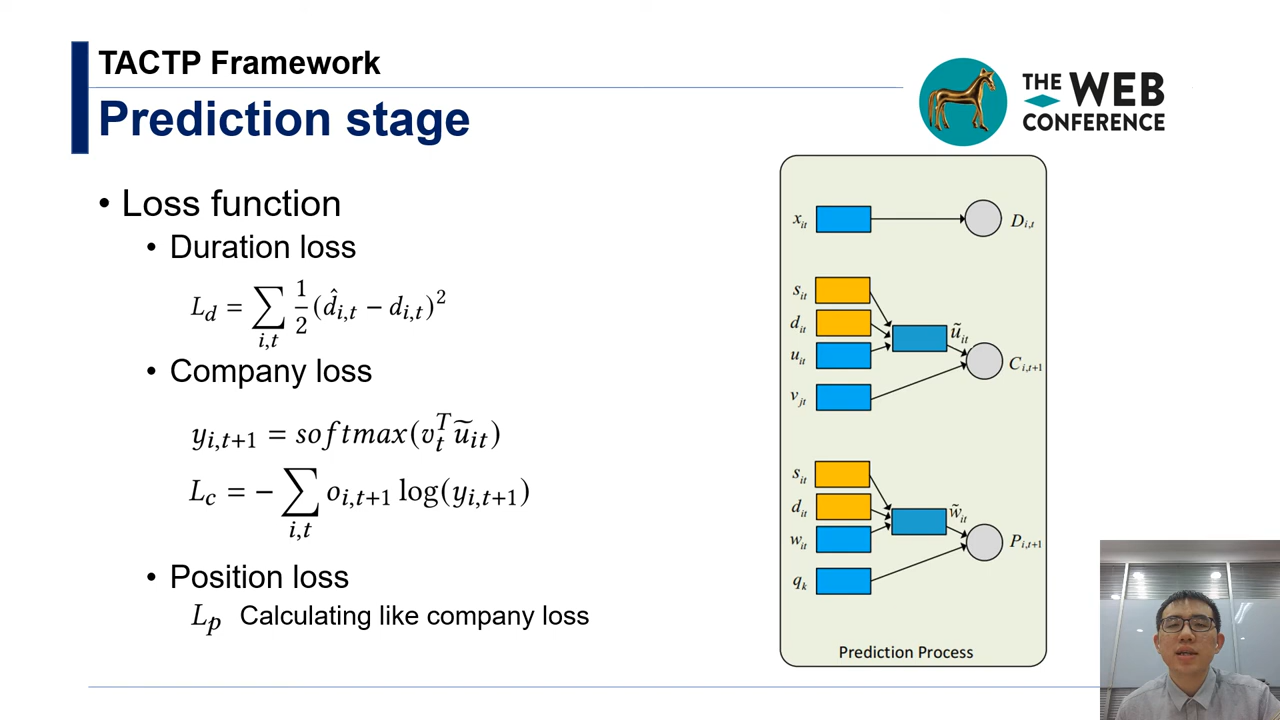 TACTP Framework
Prediction stage
THE WEB
CONFERENCE
• Loss function
• Duration loss
L_d = ∑_{i,t} 1/2 (d̂_{i,t} − d_{i,t})^2
• Company loss
y_{i,t+1} = softmax(v_t^T ũ_{it})
L_c = − ∑_{i,t} o_{i,t+1} log(y_{i,t+1})
• Position loss
L_p Calculating like company loss
x_{it}
D_{i,t}
s_{it}
d_{it}
ũ_{it}
u_{it}
C_{i,t+1}
v_{jt}
s_{it}
d_{it}
w̃_{it}
w_{it}
P_{i,t+1}
q_k
Prediction Process